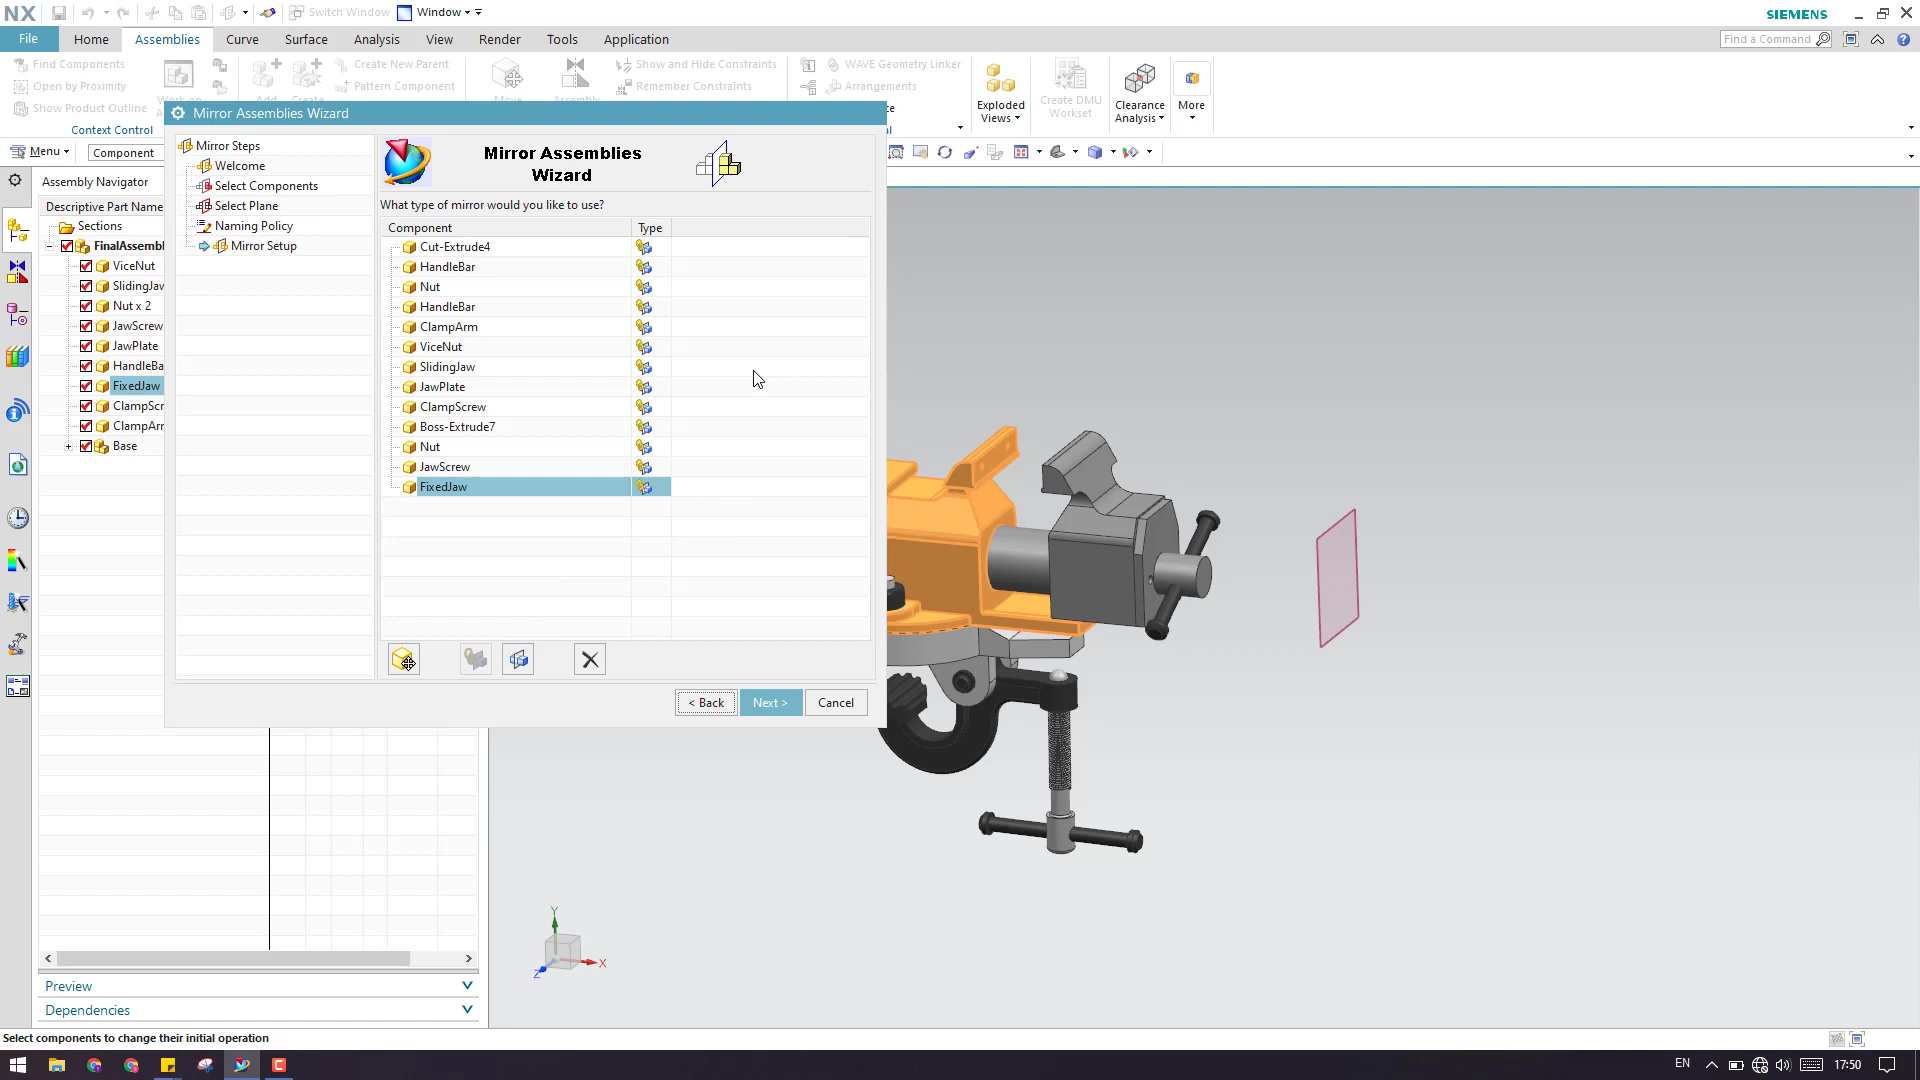 NX
Switch Window
Window
SIEMENS
File
Home
Assemblies
Curve
Surface
Analysis
View
Render
Tools
Application
Find a Command
Find Components
Open by Proximity
Show Product Outline
Context Control
Create New Parent
Pattern Component
Show and Hide Constraints
Remember Constraints
WAVE Geometry Linker
Arrangements
Exploded
Views
Create DMU
Workset
Clearance
Analysis
More
Menu
Component
Mirror Assemblies Wizard
Mirror Steps
Welcome
Select Components
Select Plane
Naming Policy
Mirror Setup
Mirror Assemblies
Wizard
What type of mirror would you like to use?
Component
Type
Cut-Extrude4
HandleBar
Nut
HandleBar
ClampArm
ViceNut
SlidingJaw
JawPlate
ClampScrew
Boss-Extrude7
Nut
JawScrew
FixedJaw
< Back
Next >
Cancel
Assembly Navigator
Descriptive Part Name
Sections
FinalAssembl
ViceNut
SlidingJaw
Nut x 2
JawScrew
JawPlate
HandleBa
FixedJaw
ClampScr
ClampArr
Base
Y
X
Z
Preview
Dependencies
Select components to change their initial operation
EN
17:50